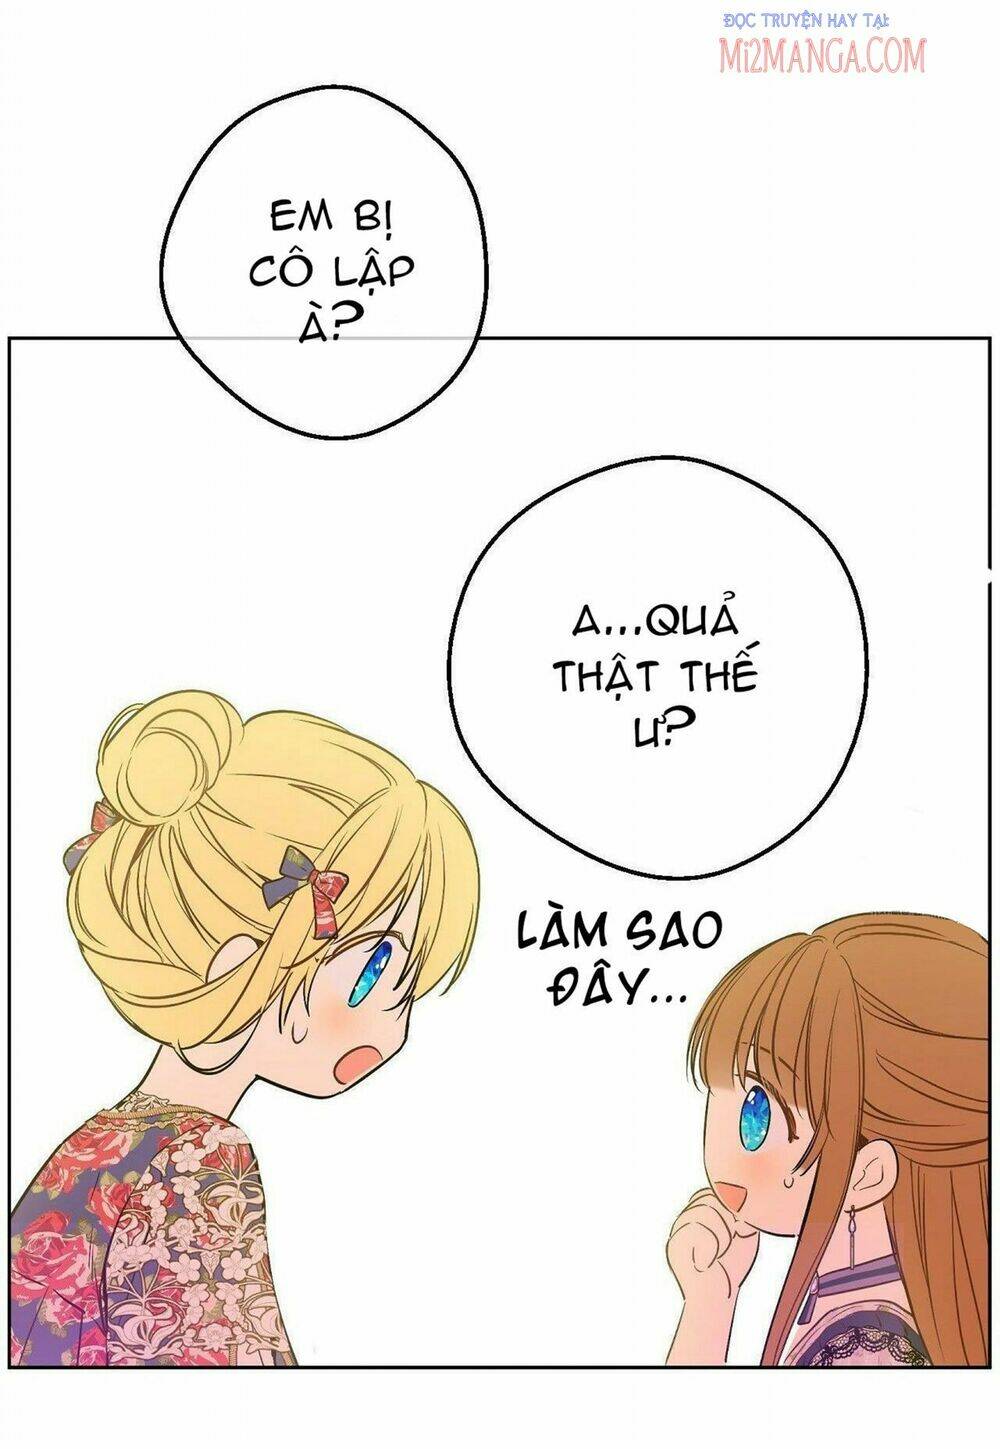 ĐỌC TRUYỆN HAY TẠI:
MI2MANGA.COM
EM BỊ
CÔ LẬP
À?
A...QUẢ
THẬT THẾ
Ư?
LÀM SAO
ĐÂY...